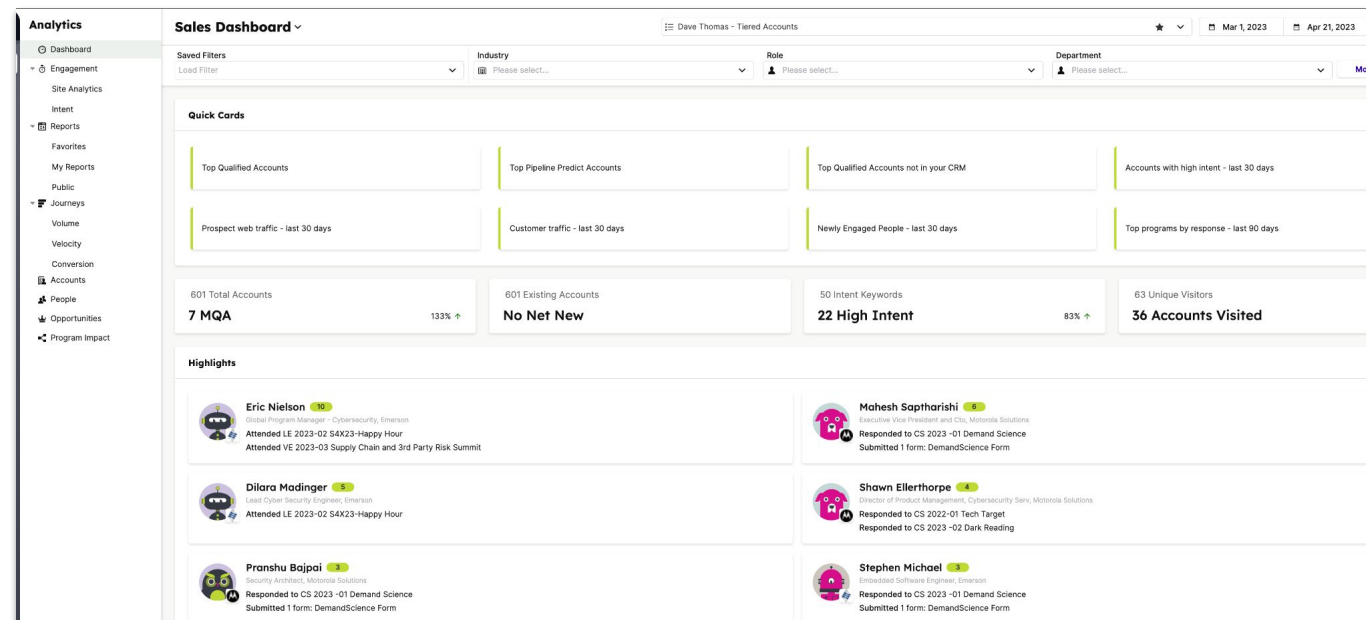 Analytics
Dashboard
Engagement
Site Analytics
Intent
Reports
Favorites
My Reports
Public
Journeys
Volume
Velocity
Conversion
Accounts
People
Opportunities
Program Impact
Sales Dashboard
Dave Thomas - Tiered Accounts
Mar 1, 2023
Apr 21, 2023
Saved Filters
Load Filter
Industry
Please select...
Role
Please select...
Department
Please select...
Quick Cards
Top Qualified Accounts
Top Pipeline Predict Accounts
Top Qualified Accounts not in your CRM
Accounts with high intent - last 30 days
Prospect web traffic - last 30 days
Customer traffic - last 30 days
Newly Engaged People - last 30 days
Top programs by response - last 90 days
601 Total Accounts
7 MQA 133% ↑
601 Existing Accounts
No Net New
50 Intent Keywords
22 High Intent 83% ↑
63 Unique Visitors
36 Accounts Visited
Highlights
Eric Nielson 10
Global Program Manager - Cybersecurity, Emerson
Attended LE 2023-02 S4X23-Happy Hour
Attended VE 2023-03 Supply Chain and 3rd Party Risk Summit
Mahesh Saptharishi 6
Executive Vice President and Cto, Motorola Solutions
Responded to CS 2023 -01 Demand Science
Submitted 1 form: DemandScience Form
Dilara Madinger 5
Lead Cyber Security Engineer, Emerson
Attended LE 2023-02 S4X23-Happy Hour
Shawn Ellerthorpe 4
Director of Product Management, Cybersecurity Serv, Motorola Solutions
Responded to CS 2022-01 Tech Target
Responded to CS 2023 -02 Dark Reading
Pranshu Bajpai 3
Security Architect, Motorola Solutions
Responded to CS 2023 -01 Demand Science
Submitted 1 form: DemandScience Form
Stephen Michael 3
Embedded Software Engineer, Emerson
Responded to CS 2023 -01 Demand Science
Submitted 1 form: DemandScience Form